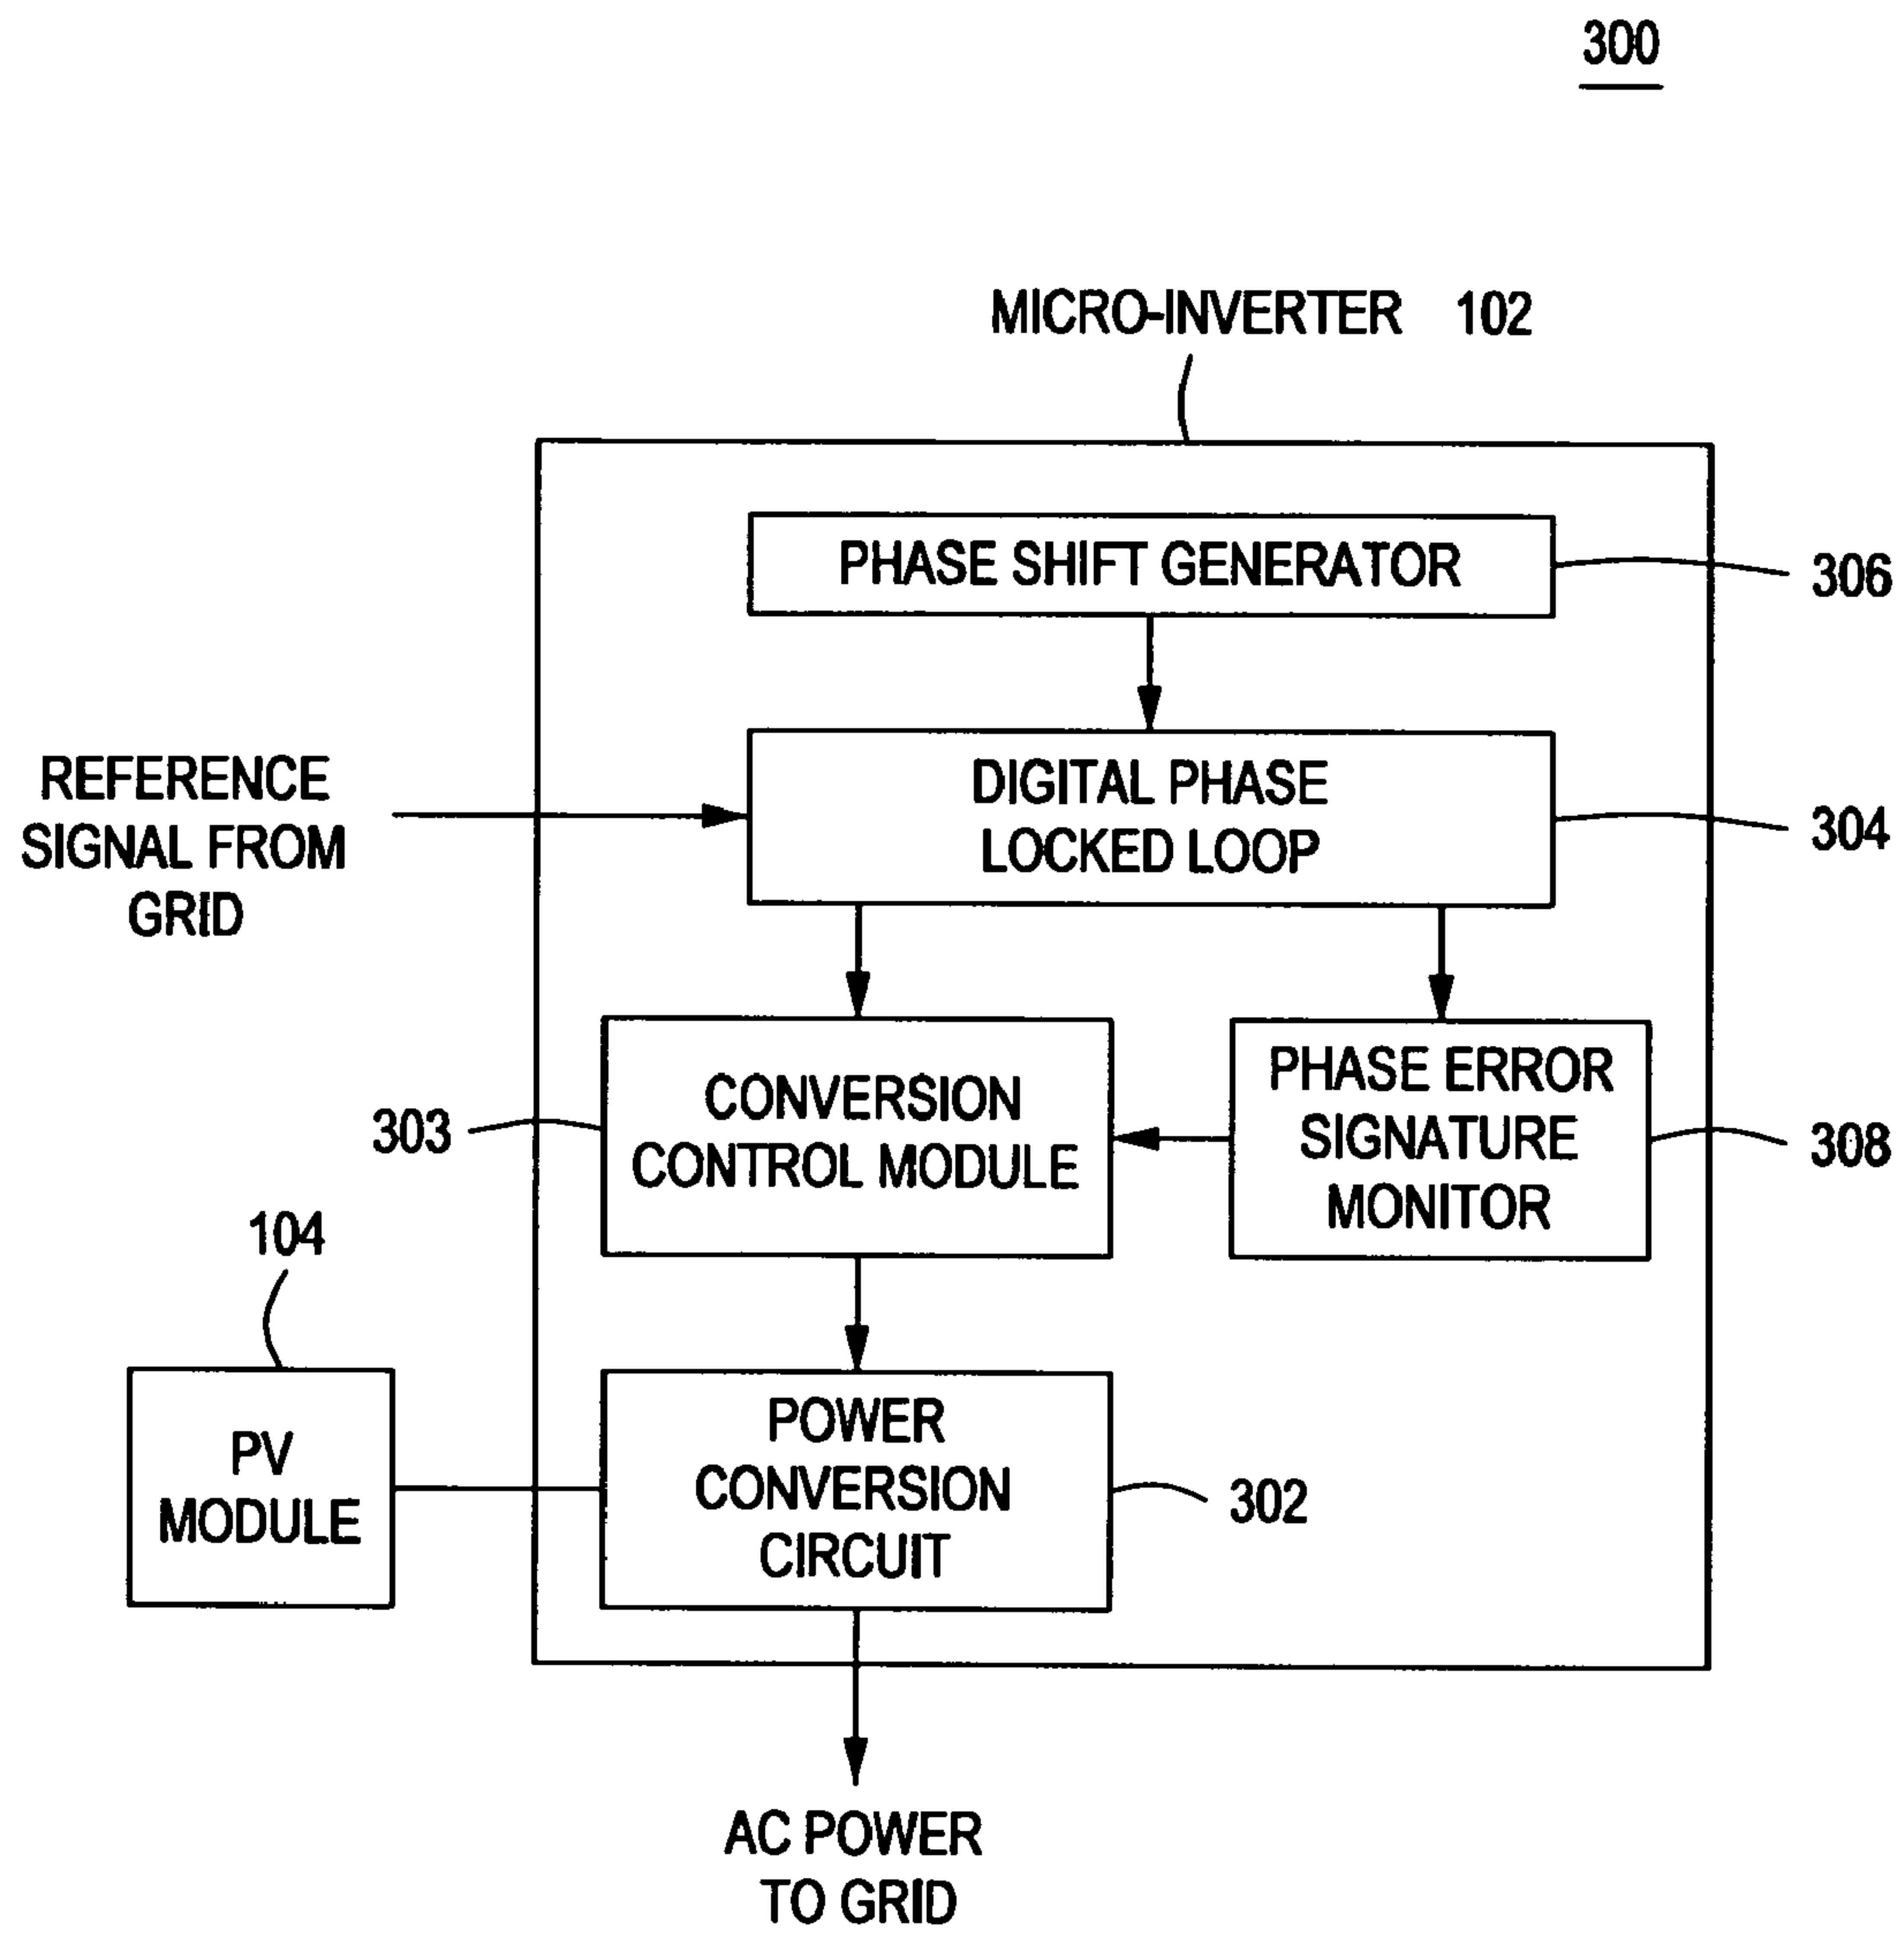 300
MICRO-INVERTER 102
PHASE SHIFT GENERATOR
306
REFERENCE
SIGNAL FROM
GRID
DIGITAL PHASE
LOCKED LOOP
304
303
CONVERSION
CONTROL MODULE
PHASE ERROR
SIGNATURE
MONITOR
308
104
PV
MODULE
POWER
CONVERSION
CIRCUIT
302
AC POWER
TO GRID